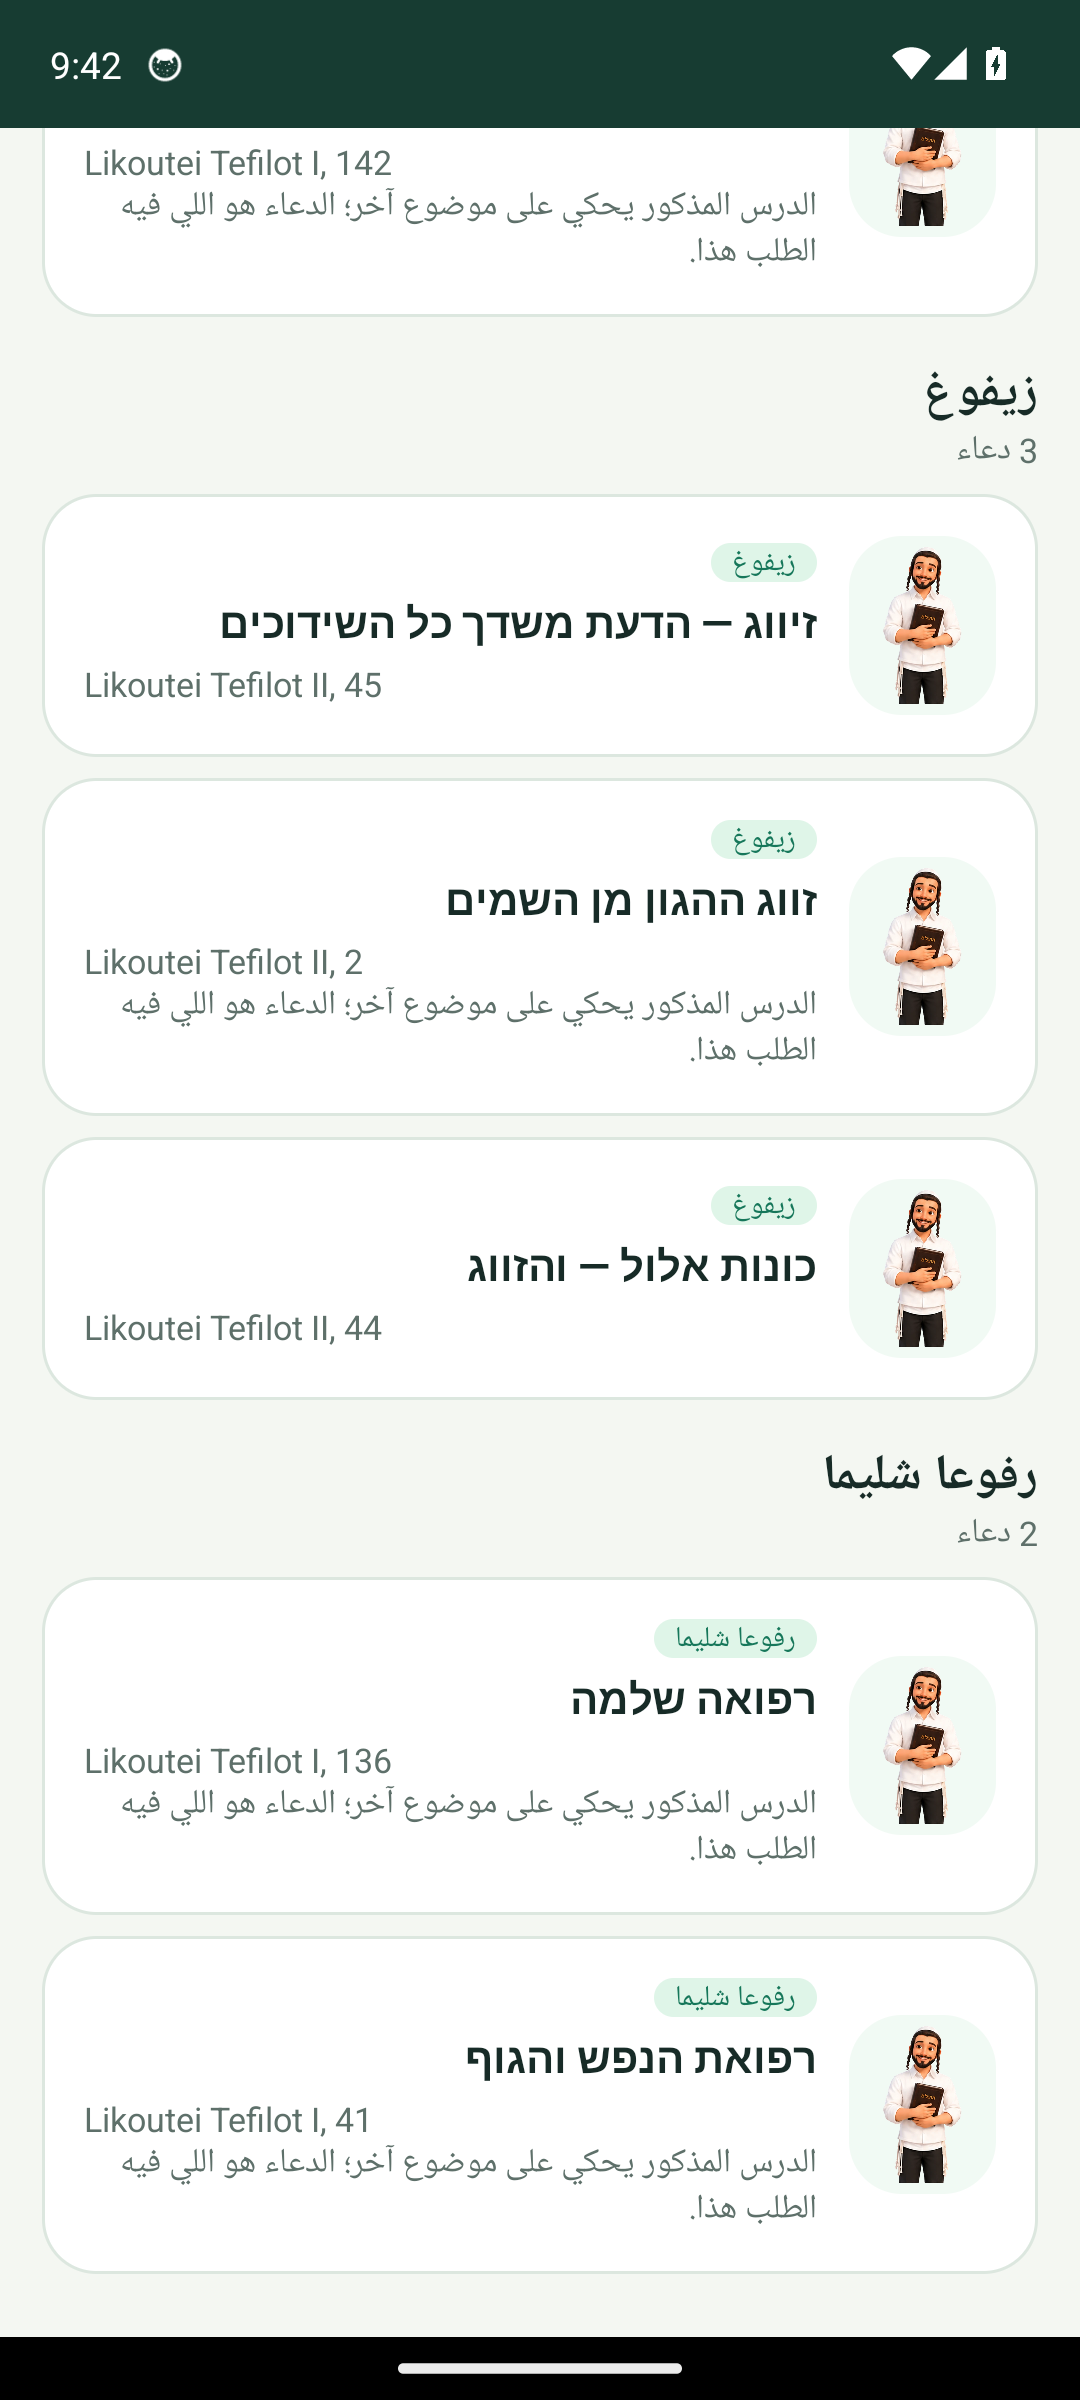 9:42
Likoutei Tefilot I, 142
الدرس المذكور يحكي على موضوع آخر؛ الدعاء هو اللي فيه
الطلب هذا.
زيفوغ
3 دعاء
زيفوغ
זיווג – הדעת משדך כל השידוכים
Likoutei Tefilot II, 45
زيفوغ
זווג ההגון מן השמים
Likoutei Tefilot II, 2
الدرس المذكور يحكي على موضوع آخر؛ الدعاء هو اللي فيه
الطلب هذا.
زيفوغ
כונות אלול – והזווג
Likoutei Tefilot II, 44
رفوعا شليما
2 دعاء
رفوعا شليما
רפואה שלמה
Likoutei Tefilot I, 136
الدرس المذكور يحكي على موضوع آخر؛ الدعاء هو اللي فيه
الطلب هذا.
رفوعا شليما
רפואת הנפש והגוף
Likoutei Tefilot I, 41
الدرس المذكور يحكي على موضوع آخر؛ الدعاء هو اللي فيه
الطلب هذا.